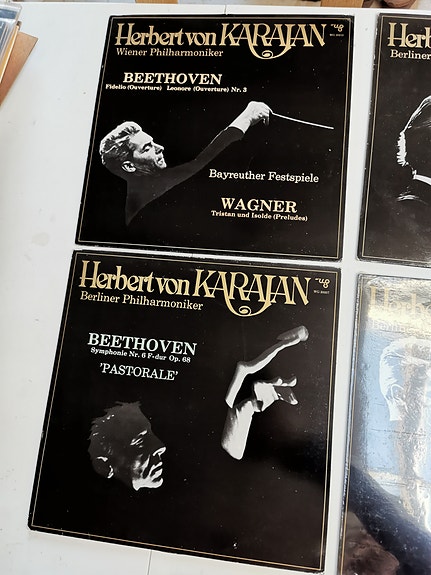 Herbert von KARAJAN
Wiener Philharmoniker
BEETHOVEN
Fidelio (Ouverture) Leonore (Ouverture) Nr. 3
Bayreuther Festspiele
WAGNER
Tristan und Isolde (Preludes)
Herbert von KARAJAN
Berliner Philharmoniker
BEETHOVEN
Symphonie Nr. 6 F-dur Op. 68
'PASTORALE'
Herb
Berliner